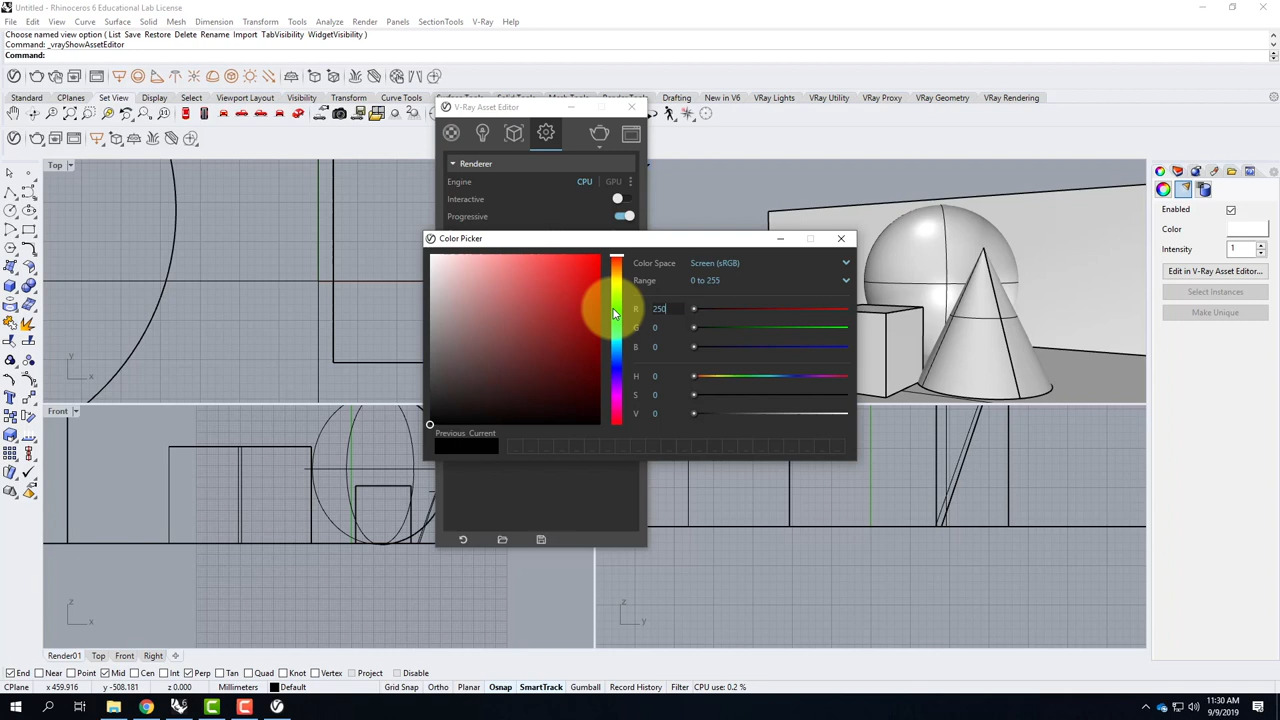 Untitled - Rhinoceros 6 Educational Lab License
File Edit View Curve Surface Solid Mesh Dimension Transform Tools Analyze Render Panels SectionTools V-Ray Help
Choose named view option ( List Save Restore Delete Rename Import TabVisibility WidgetVisibility )
Command: _vrayShowAssetEditor
Command:
Standard CPlanes Set View Display Select Viewport Layout Visibility Transform Curve Tools Drafting New in V6 VRay Lights VRay Utility VRay Proxy VRay Geometry VRay Rendering
V-Ray Asset Editor
Renderer
Engine CPU GPU
Interactive
Progressive
Color Picker
Color Space Screen (sRGB)
Range 0 to 255
R 250
G 0
B 0
H 0
S 0
V 0
Previous Current
Top
y
x
Front
z
x
z
y
Enabled
Color
Intensity 1
Edit in V-Ray Asset Editor...
Select Instances
Make Unique
Render01 Top Front Right
End Near Point Mid Cen Int Perp Tan Quad Knot Vertex Project Disable
CPlane x 459.916 y -508.181 z 0.000 Millimeters Default Grid Snap Ortho Planar Osnap SmartTrack Gumball Record History Filter CPU use: 0.2 %
11:30 AM
9/9/2019